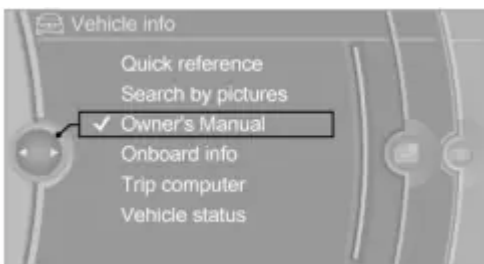 Vehicle info
Quick reference
Search by pictures
Owner's Manual
Onboard info
Trip computer
Vehicle status